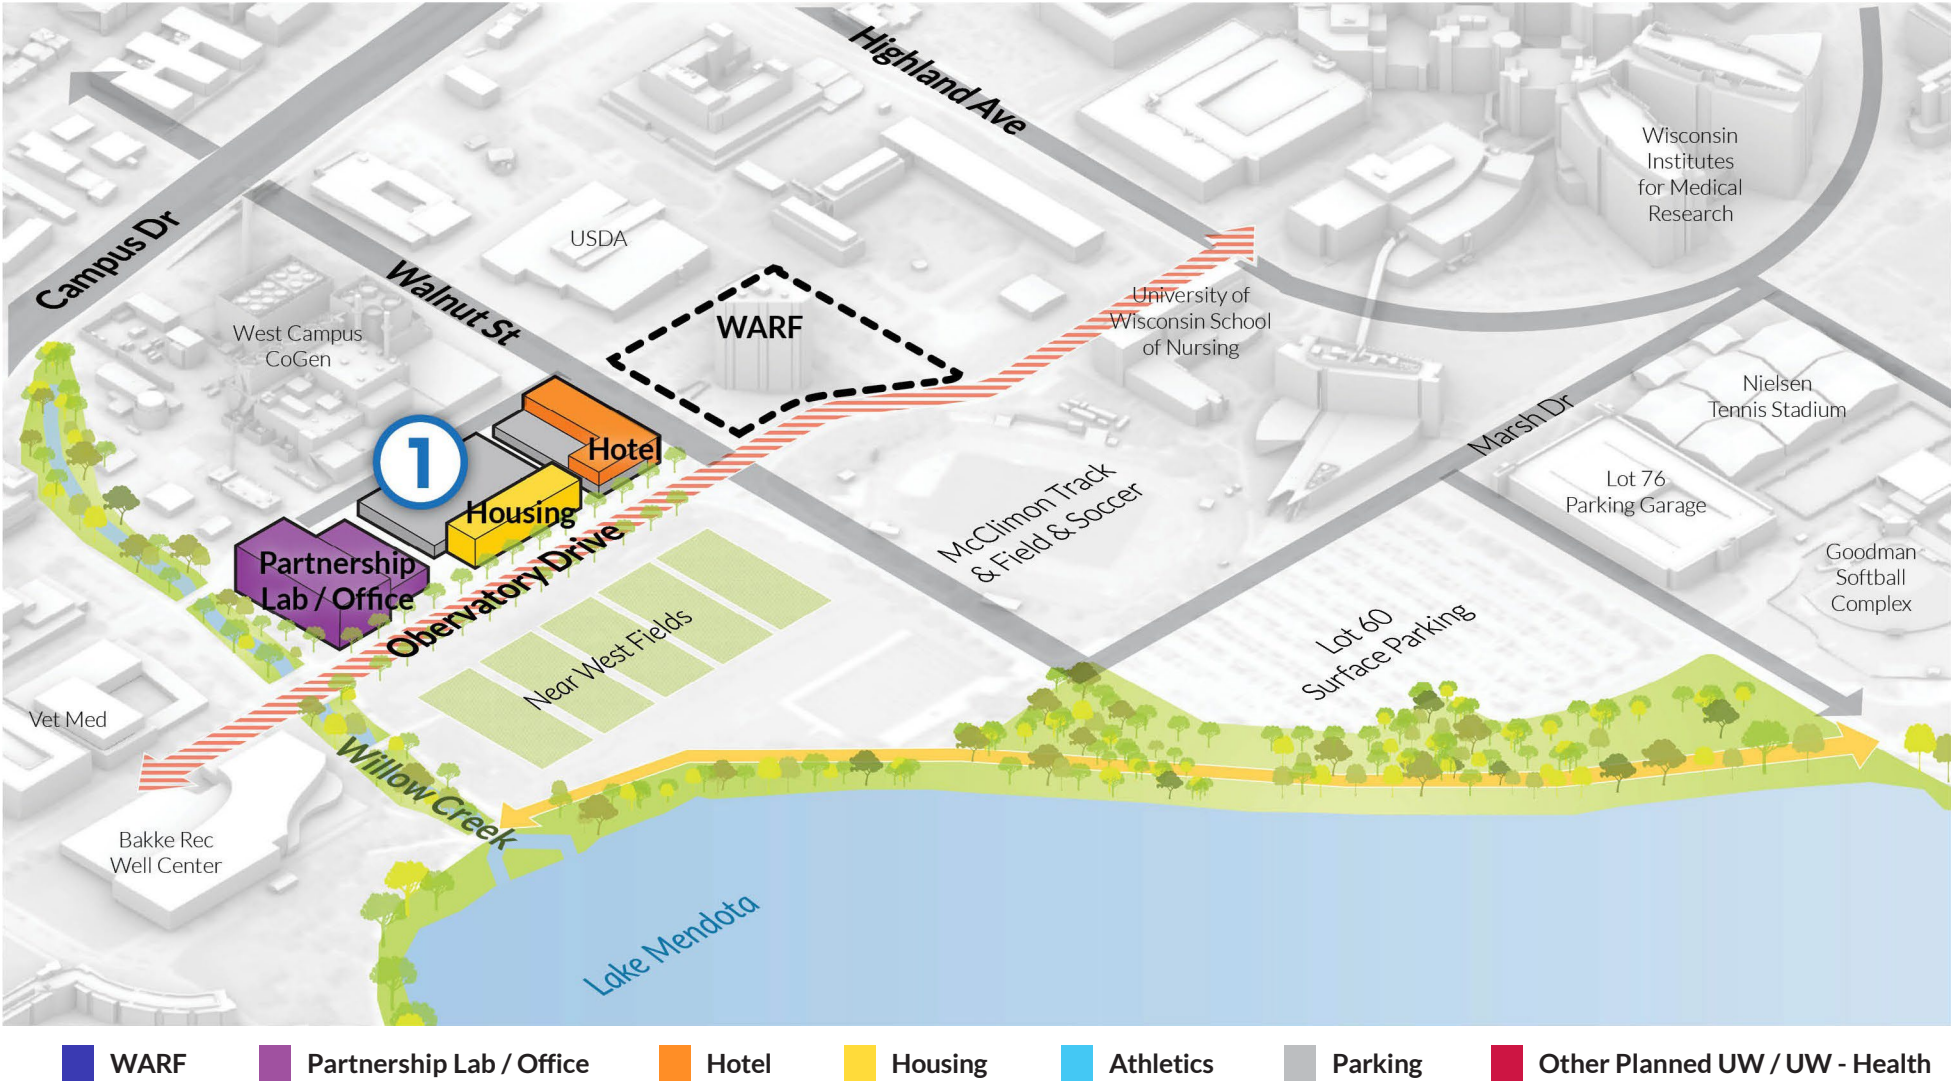 Highland Ave
Wisconsin
Institutes
for Medical
Research
Campus Dr
USDA
Walnut St
West Campus
CoGen
WARF
University of
Wisconsin School
of Nursing
Nielsen
Tennis Stadium
Marsh Dr
1
Hotel
Housing
Lot 76
Parking Garage
McClimon Track
& Field & Soccer
Partnership
Lab / Office
Obervatory Drive
Goodman
Softball
Complex
Near West Fields
Lot 60
Surface Parking
Vet Med
Willow Creek
Bakke Rec
Well Center
Lake Mendota
WARF
Partnership Lab / Office
Hotel
Housing
Athletics
Parking
Other Planned UW / UW - Health